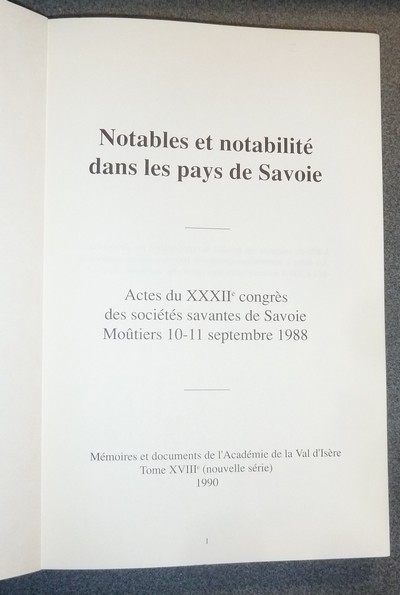 Notables et notabilité
dans les pays de Savoie
Actes du XXXIIe congrès
des sociétés savantes de Savoie
Moûtiers 10-11 septembre 1988
Mémoires et documents de l'Académie de la Val d'Isère
Tome XVIIIe (nouvelle série)
1990
1